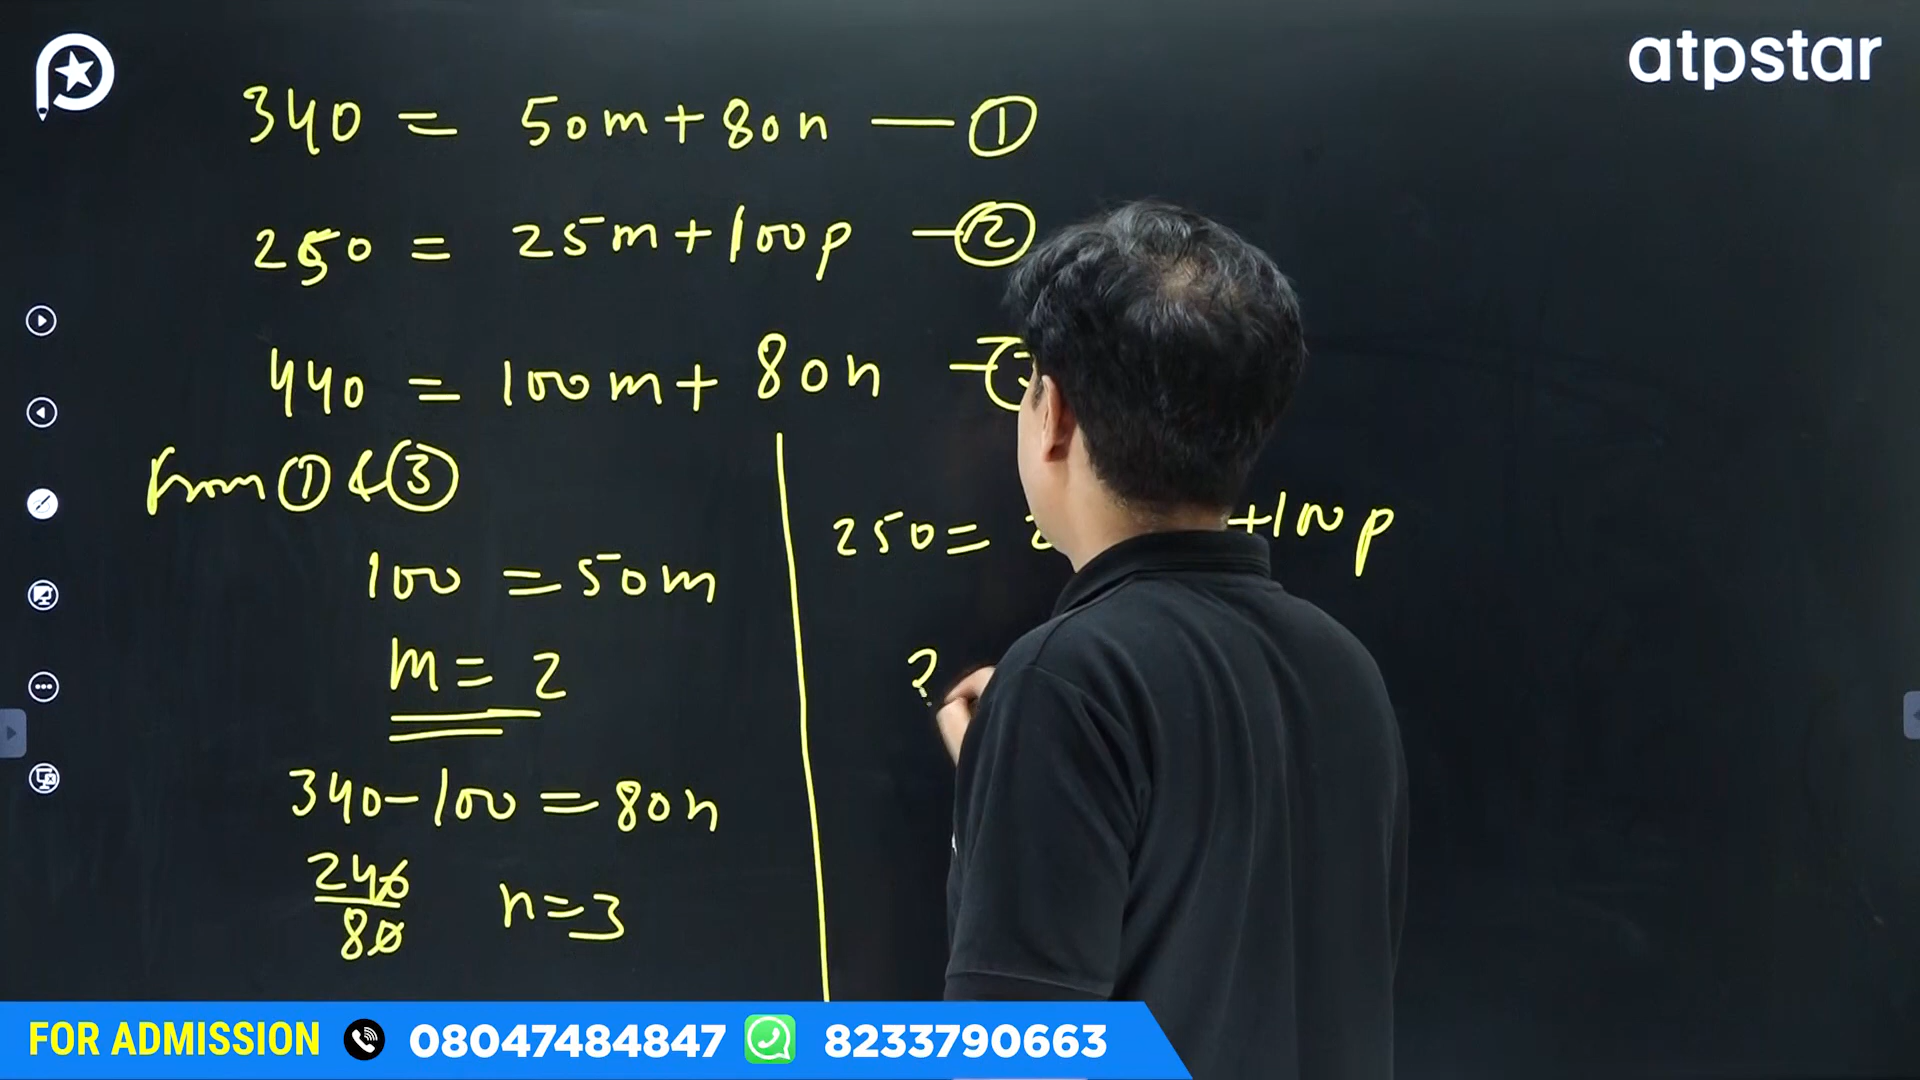 atpstar
340 = 50m + 80n — ①
250 = 25m + 100p — ②
440 = 100m + 80n —
from ① & ③
100 = 50m
m = 2
340 - 100 = 80n
240
80
n = 3
250 = + 100p
?
FOR ADMISSION 08047484847 8233790663